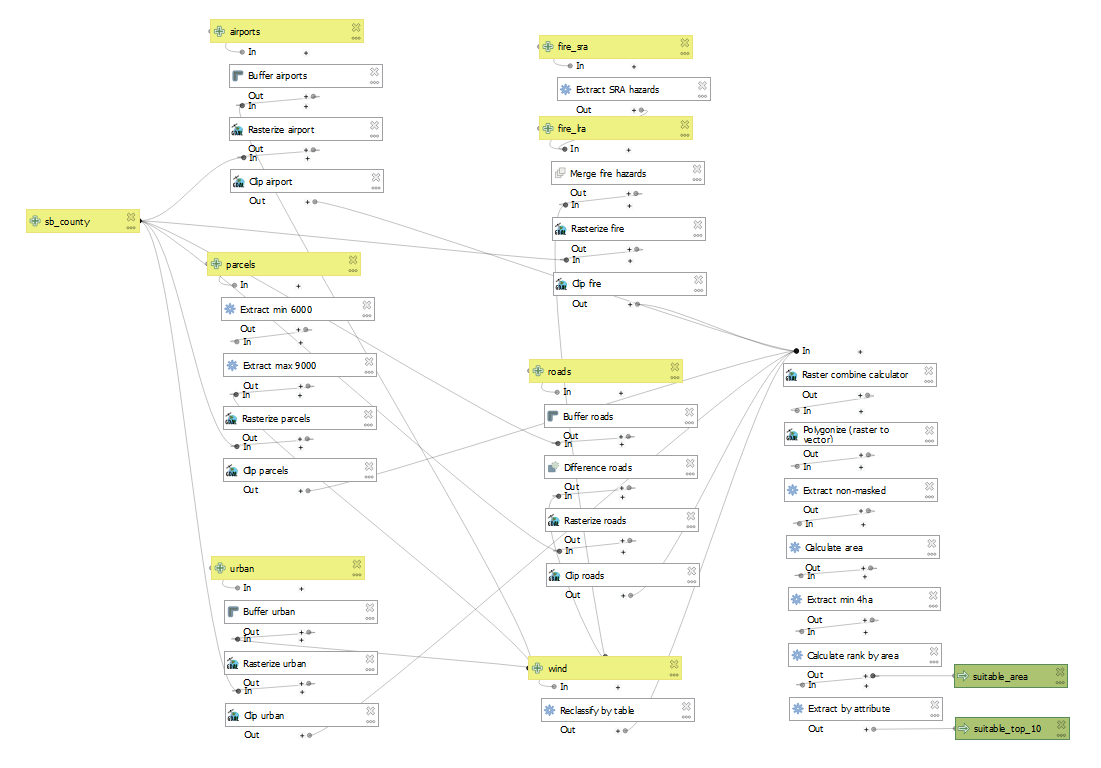 airports
In +
Buffer airports
Out +
In +
Rasterize airport
Out +
In +
Clip airport
Out +
sb_county
parcels
In +
Extract min 6000
Out +
In +
Extract max 9000
Out +
In +
Rasterize parcels
Out +
In +
Clip parcels
Out +
urban
In +
Buffer urban
Out +
In +
Rasterize urban
Out +
In +
Clip urban
Out +
fire_sra
In +
Extract SRA hazards
Out +
fire_lra
In +
Merge fire hazards
Out +
In +
Rasterize fire
Out +
In +
Clip fire
Out +
roads
In +
Buffer roads
Out +
In +
Difference roads
Out +
In +
Rasterize roads
Out +
In +
Clip roads
Out +
wind
In +
Reclassify by table
Out +
In +
Raster combine calculator
Out +
In +
Polygonize (raster to
vector)
Out +
In +
Extract non-masked
Out +
In +
Calculate area
Out +
In +
Extract min 4ha
Out +
In +
Calculate rank by area
Out +
In +
Extract by attribute
Out +
suitable_area
suitable_top_10